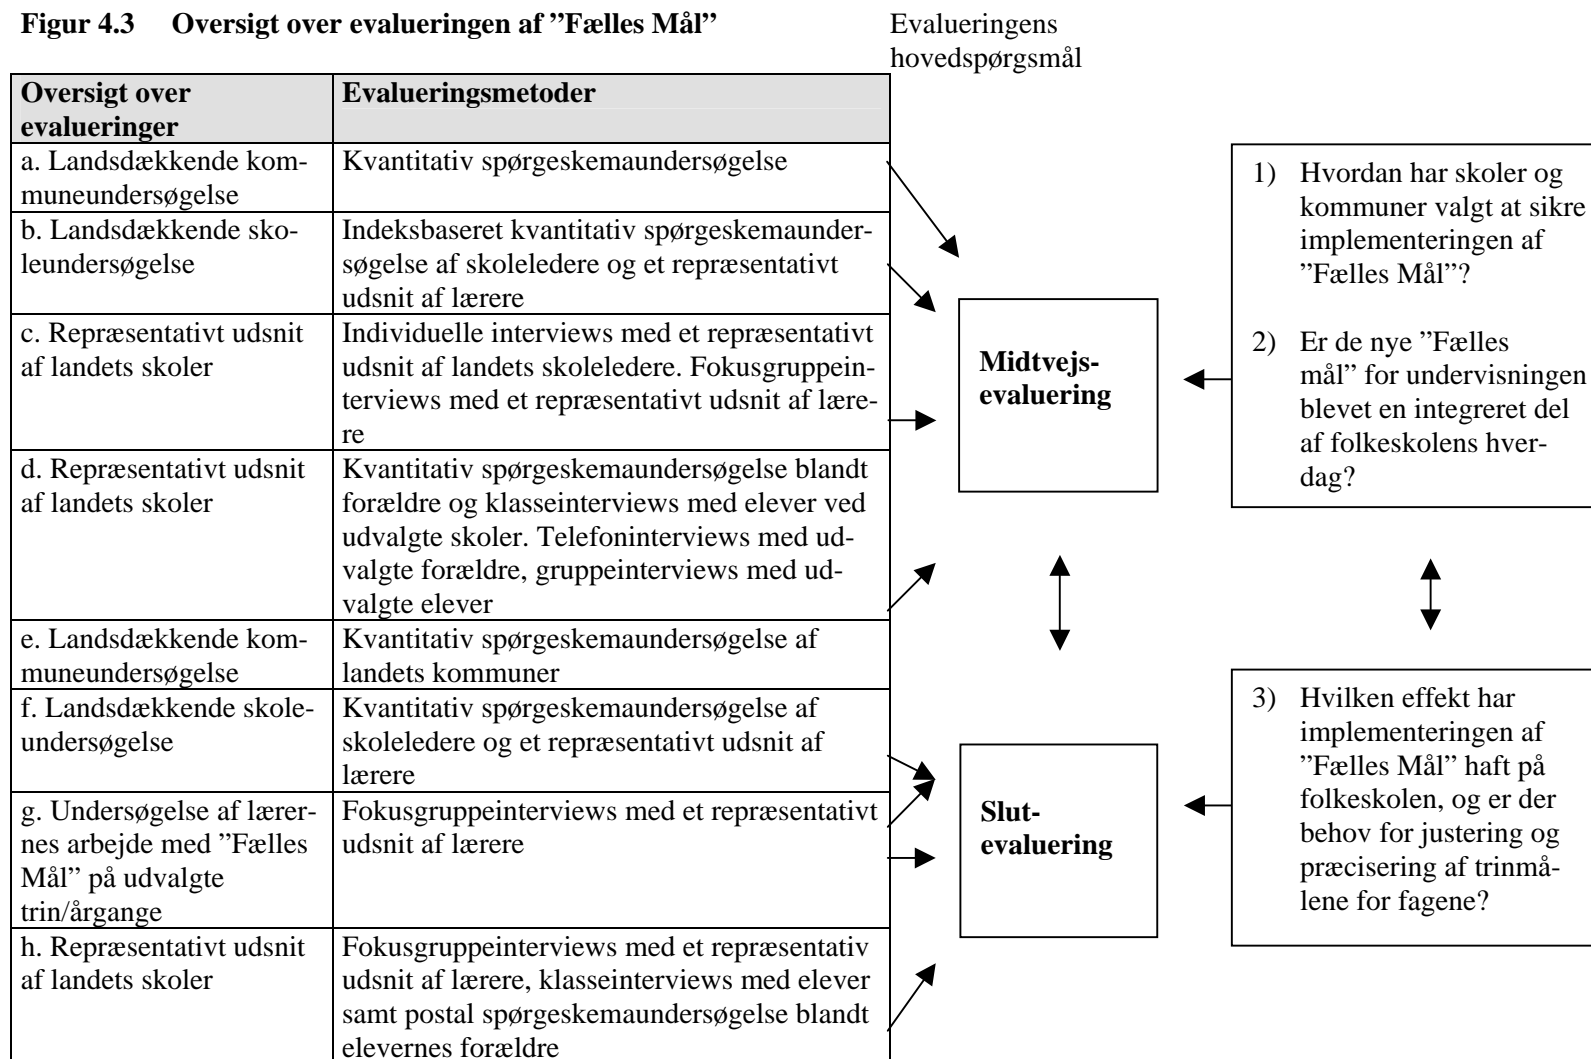 Figur 4.3 Oversigt over evalueringen af ”Fælles Mål”
Evalueringens
hovedspørgsmål
Oversigt over
evalueringer
Evalueringsmetoder
a. Landsdækkende kom-
muneundersøgelse
Kvantitativ spørgeskemaundersøgelse
b. Landsdækkende sko-
leundersøgelse
Indeksbaseret kvantitativ spørgeskemaunder-
søgelse af skoleledere og et repræsentativt
udsnit af lærere
c. Repræsentativt udsnit
af landets skoler
Individuelle interviews med et repræsentativt
udsnit af landets skoleledere. Fokusgruppein-
terviews med et repræsentativt udsnit af lære-
re
d. Repræsentativt udsnit
af landets skoler
Kvantitativ spørgeskemaundersøgelse blandt
forældre og klasseinterviews med elever ved
udvalgte skoler. Telefoninterviews med ud-
valgte forældre, gruppeinterviews med ud-
valgte elever
e. Landsdækkende kom-
muneundersøgelse
Kvantitativ spørgeskemaundersøgelse af
landets kommuner
f. Landsdækkende skole-
undersøgelse
Kvantitativ spørgeskemaundersøgelse af
skoleledere og et repræsentativt udsnit af
lærere
g. Undersøgelse af lærer-
nes arbejde med ”Fælles
Mål” på udvalgte
trin/årgange
Fokusgruppeinterviews med et repræsentativt
udsnit af lærere
h. Repræsentativt udsnit
af landets skoler
Fokusgruppeinterviews med et repræsentativ
udsnit af lærere, klasseinterviews med elever
samt postal spørgeskemaundersøgelse blandt
elevernes forældre
Midtvejs-
evaluering
Slut-
evaluering
1) Hvordan har skoler og
kommuner valgt at sikre
implementeringen af
”Fælles Mål”?
2) Er de nye ”Fælles
mål” for undervisningen
blevet en integreret del
af folkeskolens hver-
dag?
3) Hvilken effekt har
implementeringen af
”Fælles Mål” haft på
folkeskolen, og er der
behov for justering og
præcisering af trinmå-
lene for fagene?